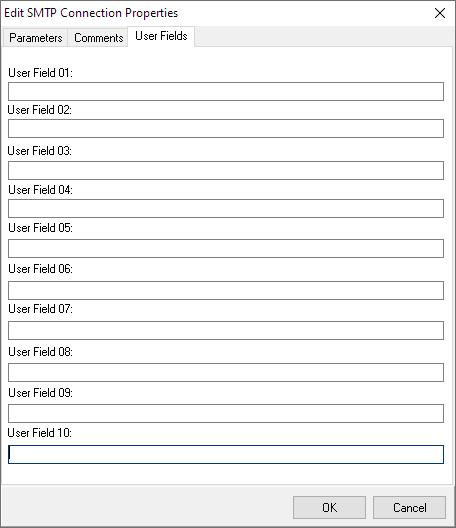 Edit SMTP Connection Properties
Parameters Comments User Fields
User Field 01:
User Field 02:
User Field 03:
User Field 04:
User Field 05:
User Field 06:
User Field 07:
User Field 08:
User Field 09:
User Field 10:
OK Cancel